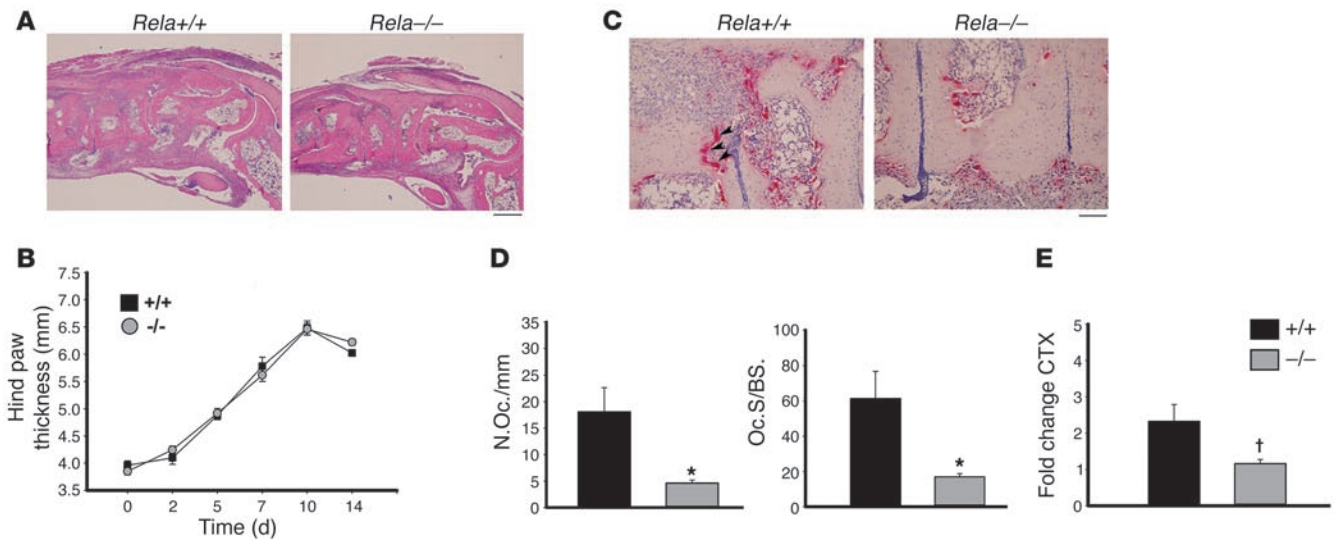 A
Rela+/+
Rela–/–
C
Rela+/+
Rela–/–
B
Hind paw
thickness (mm)
7.5
7.0
6.5
6.0
5.5
5.0
4.5
4.0
3.5
+/+
-/-
0 2 5 7 10 14
Time (d)
D
N.Oc./mm
35
30
25
20
15
10
5
0
*
Oc.S/BS.
100
80
60
40
20
0
*
E
Fold change CTX
5
4
3
2
1
0
+/+
–/–
†